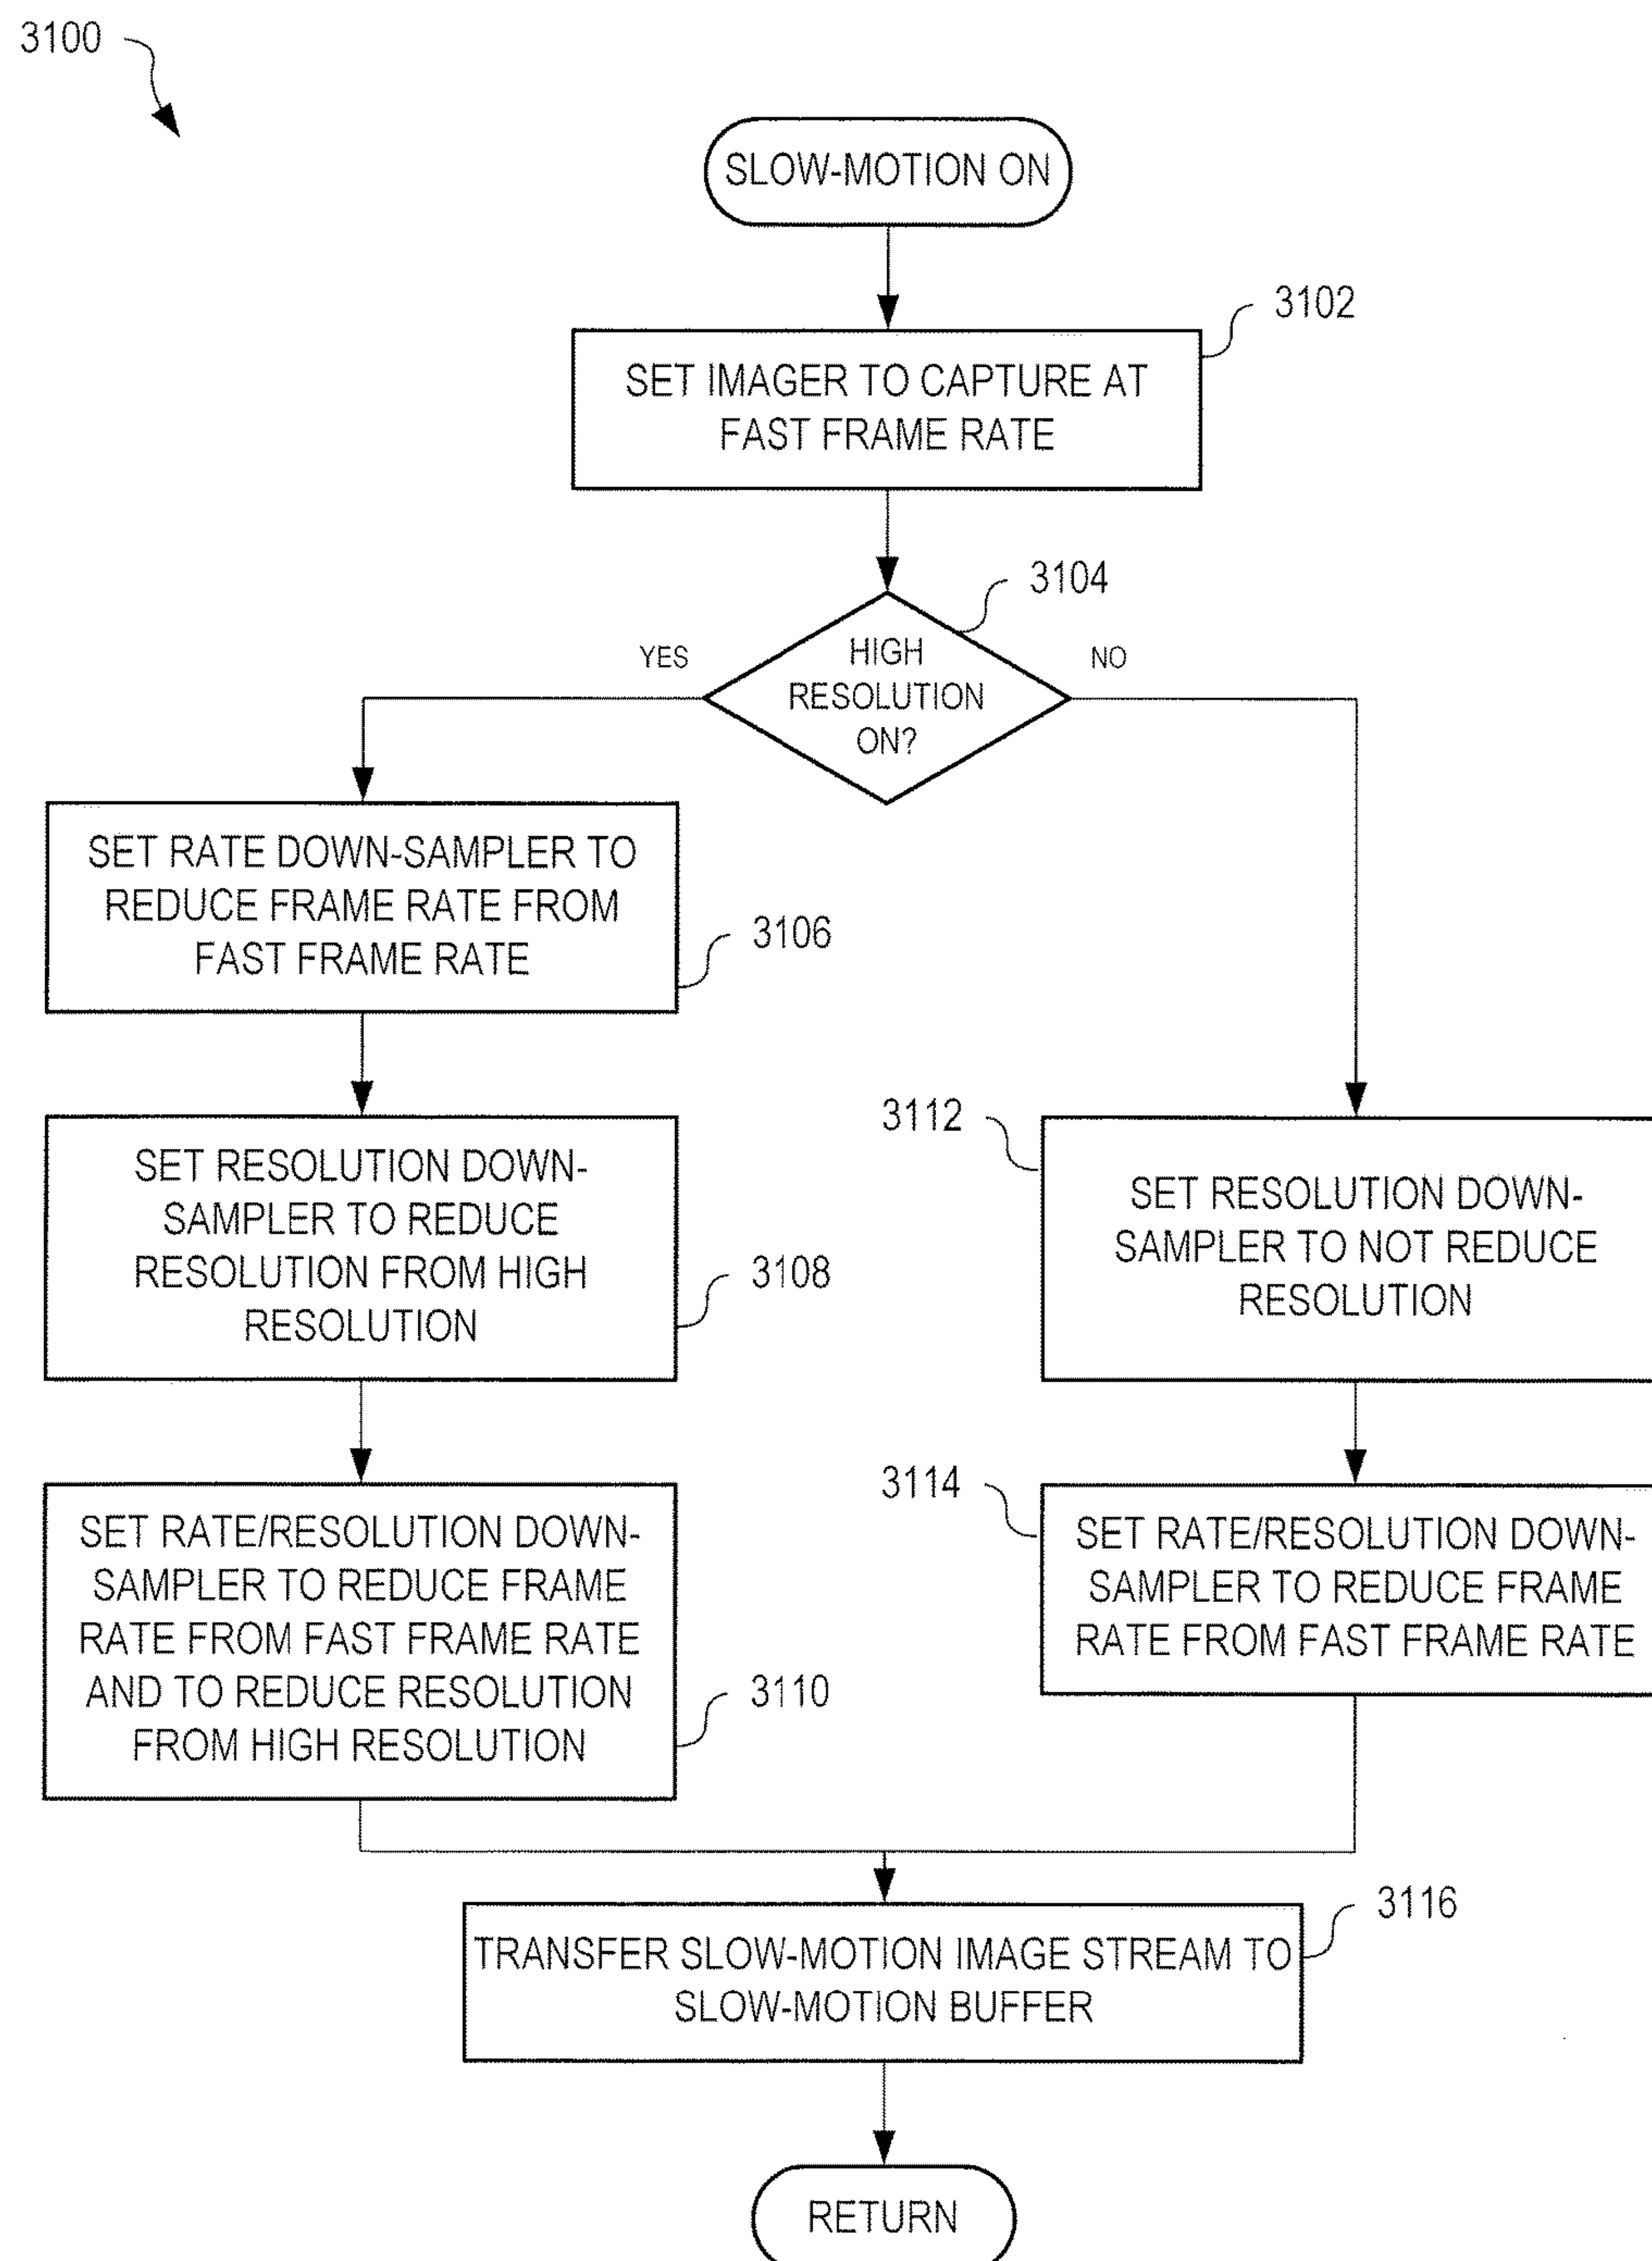 3100
SLOW-MOTION ON
3102
SET IMAGER TO CAPTURE AT
FAST FRAME RATE
3104
YES
HIGH
RESOLUTION
ON?
NO
SET RATE DOWN-SAMPLER TO
REDUCE FRAME RATE FROM
FAST FRAME RATE
3106
SET RESOLUTION DOWN-
SAMPLER TO REDUCE
RESOLUTION FROM HIGH
RESOLUTION
3108
SET RATE/RESOLUTION DOWN-
SAMPLER TO REDUCE FRAME
RATE FROM FAST FRAME RATE
AND TO REDUCE RESOLUTION
FROM HIGH RESOLUTION
3110
3112
SET RESOLUTION DOWN-
SAMPLER TO NOT REDUCE
RESOLUTION
3114
SET RATE/RESOLUTION DOWN-
SAMPLER TO REDUCE FRAME
RATE FROM FAST FRAME RATE
3116
TRANSFER SLOW-MOTION IMAGE STREAM TO
SLOW-MOTION BUFFER
RETURN